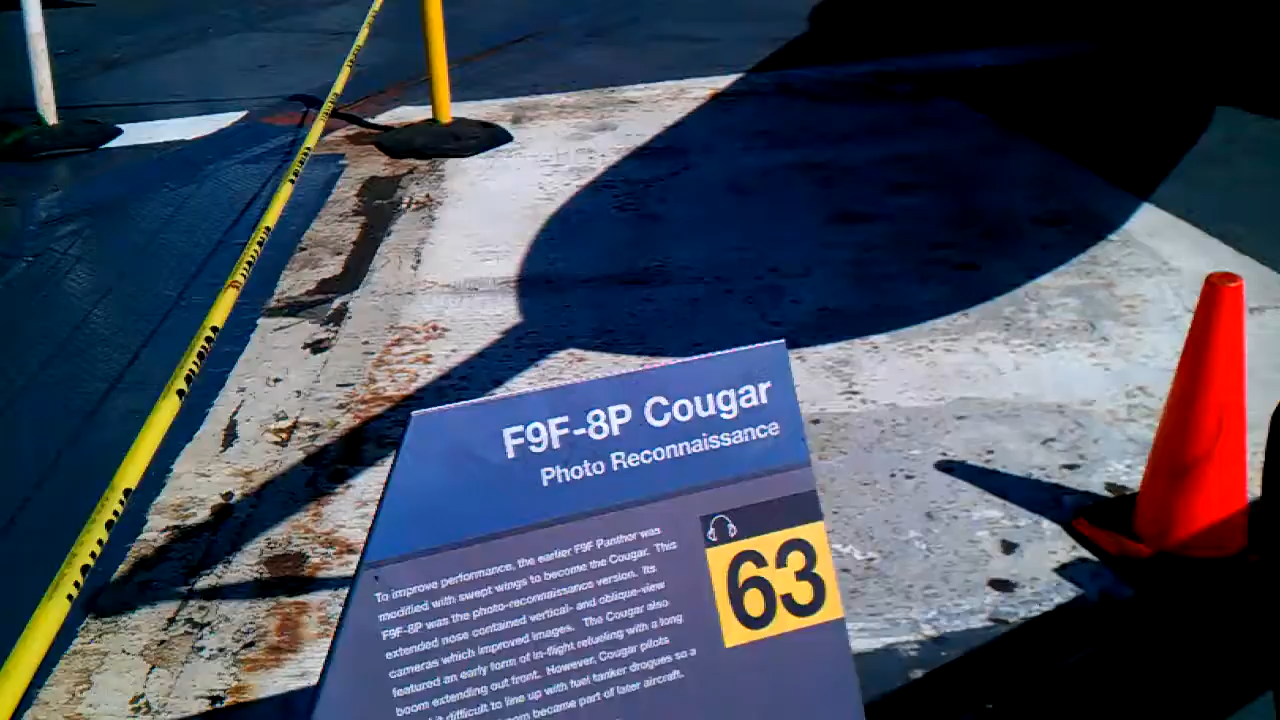 F9F-8P Cougar
Photo Reconnaissance
63
To improve performance, the earlier F9F Panther was
modified with swept wings to become the Cougar. This
F9F-8P was the photo-reconnaissance version. Its
extended nose contained vertical- and oblique-view
cameras which improved images. The Cougar also
featured an early form of in-flight refueling with a long
boom extending out front. However, Cougar pilots
it difficult to line up with fuel tanker drogues so a
became part of later aircraft.